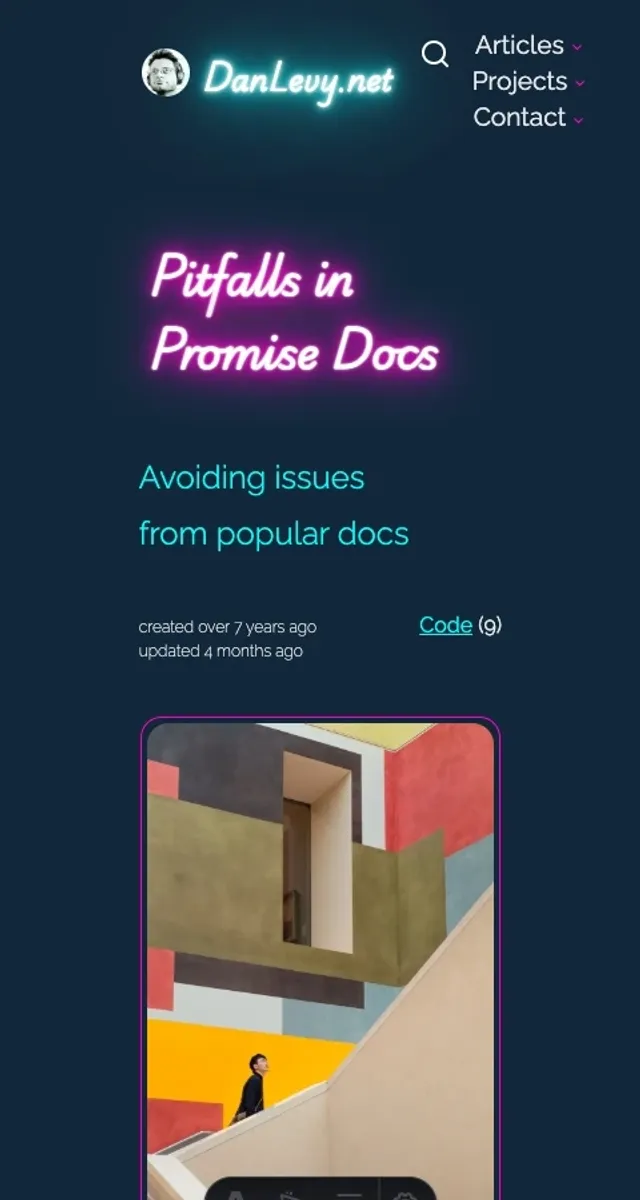 DanLevy.net
Articles
Projects
Contact
Pitfalls in
Promise Docs
Avoiding issues
from popular docs
created over 7 years ago
updated 4 months ago
Code (9)